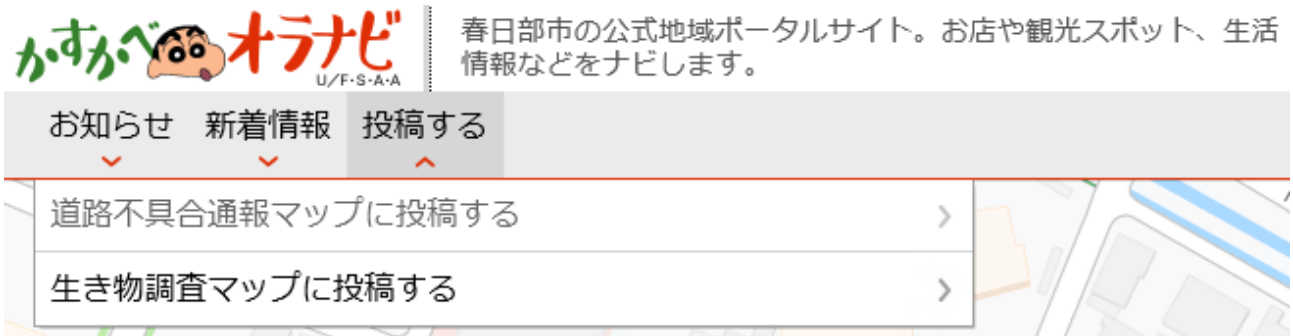 かすかべオラナビ
U/F・S・A・A
春日部市の公式地域ポータルサイト。お店や観光スポット、生活
情報などをナビします。
お知らせ 新着情報 投稿する
道路不具合通報マップに投稿する
生き物調査マップに投稿する